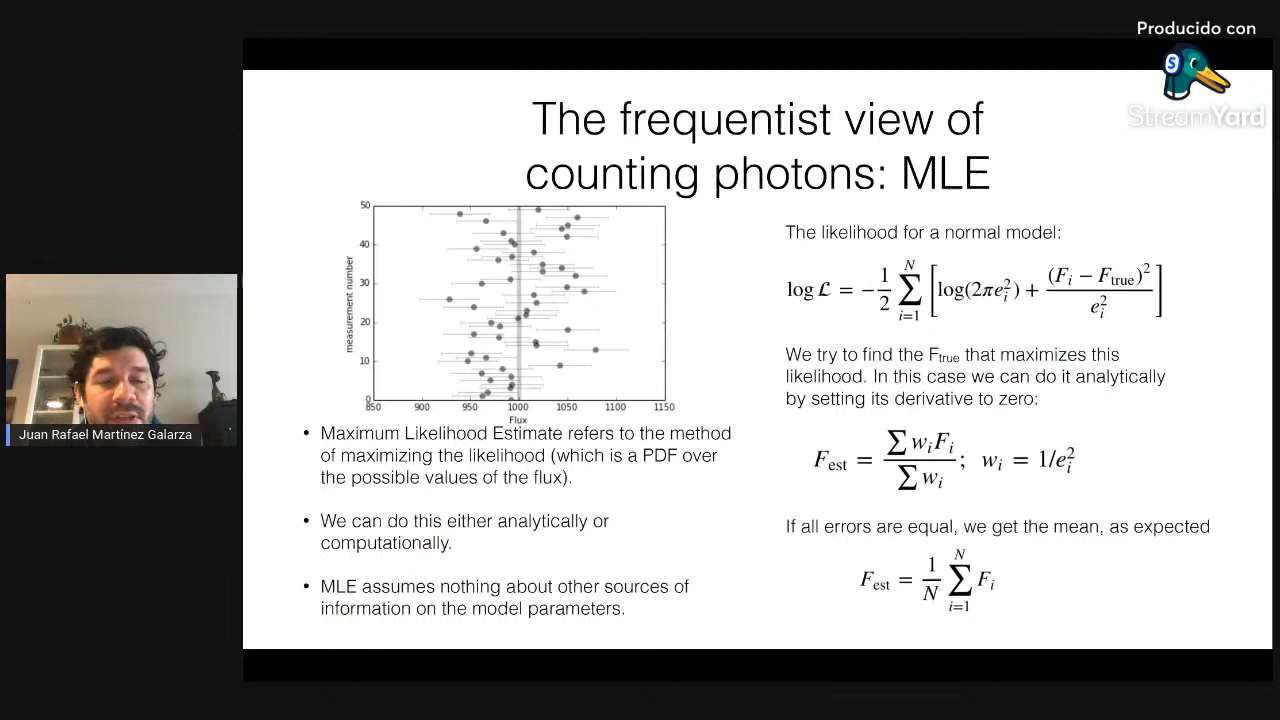 Producido con
StreamYard
The frequentist view of
counting photons: MLE
50
40
30
20
10
0
measurement number
850 900 950 1000 1050 1100 1150
Flux
• Maximum Likelihood Estimate refers to the method
of maximizing the likelihood (which is a PDF over
the possible values of the flux).
• We can do this either analytically or
computationally.
• MLE assumes nothing about other sources of
information on the model parameters.
The likelihood for a normal model:
log ℒ = −1/2 ∑_{i=1}^{N} [log(2πe_i^2) + (F_i − F_true)^2 / e_i^2]
We try to find the F_true that maximizes this
likelihood. In this case we can do it analytically
by setting its derivative to zero:
F_est = ∑ w_i F_i / ∑ w_i ; w_i = 1/e_i^2
If all errors are equal, we get the mean, as expected
F_est = 1/N ∑_{i=1}^{N} F_i
Juan Rafael Martínez Galarza